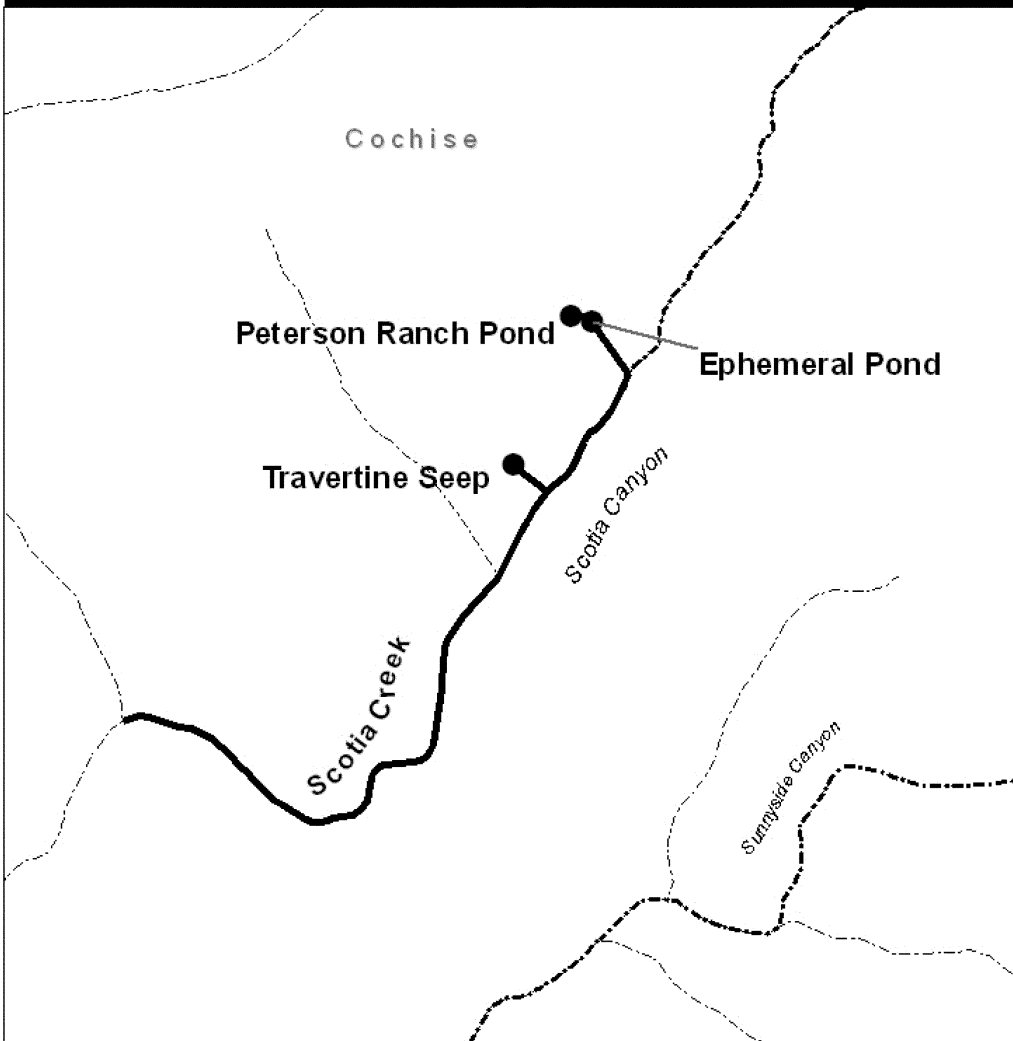 Cochise
Peterson Ranch Pond
Ephemeral Pond
Travertine Seep
Scotia Canyon
Scotia Creek
Sunnyside Canyon